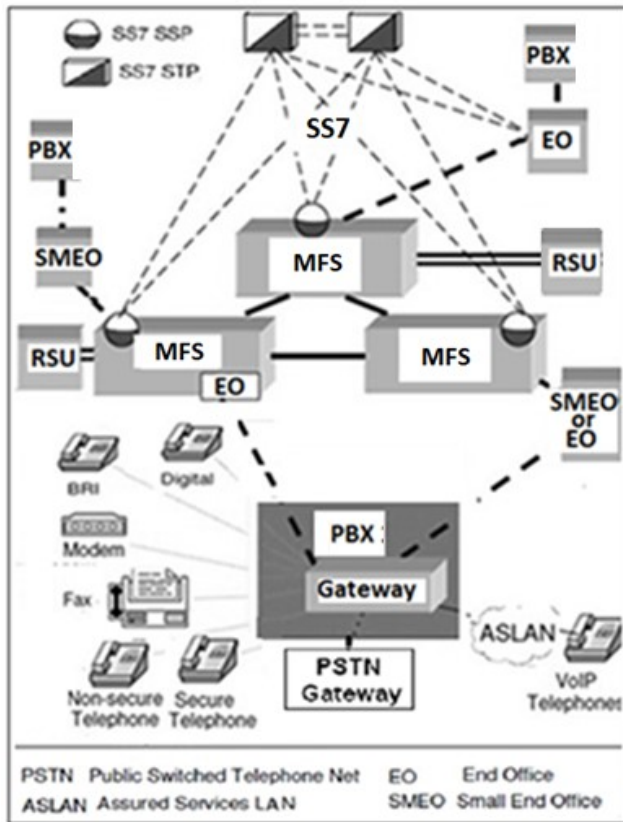 SS7 SSP
SS7 STP
PBX
SS7
EO
PBX
SMEO
MFS
RSU
RSU
MFS
MFS
EO
SMEO
or
EO
BRI
Digital
Modem
PBX :
Gateway
Fax
ASLAN
Non-secure
Telephone
Secure
Telephone
PSTN
Gateway
VoIP
Telephones
PSTN Public Switched Telephone Net EO End Office
ASLAN Assured Services LAN SMEO Small End Office